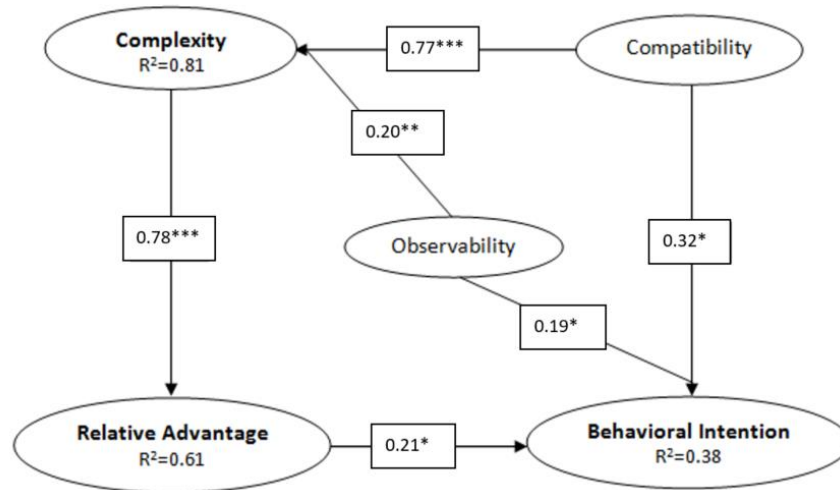 Complexity
R²=0.81
0.77***
Compatibility
0.20**
0.78***
Observability
0.32*
0.19*
Relative Advantage
R²=0.61
0.21*
Behavioral Intention
R²=0.38